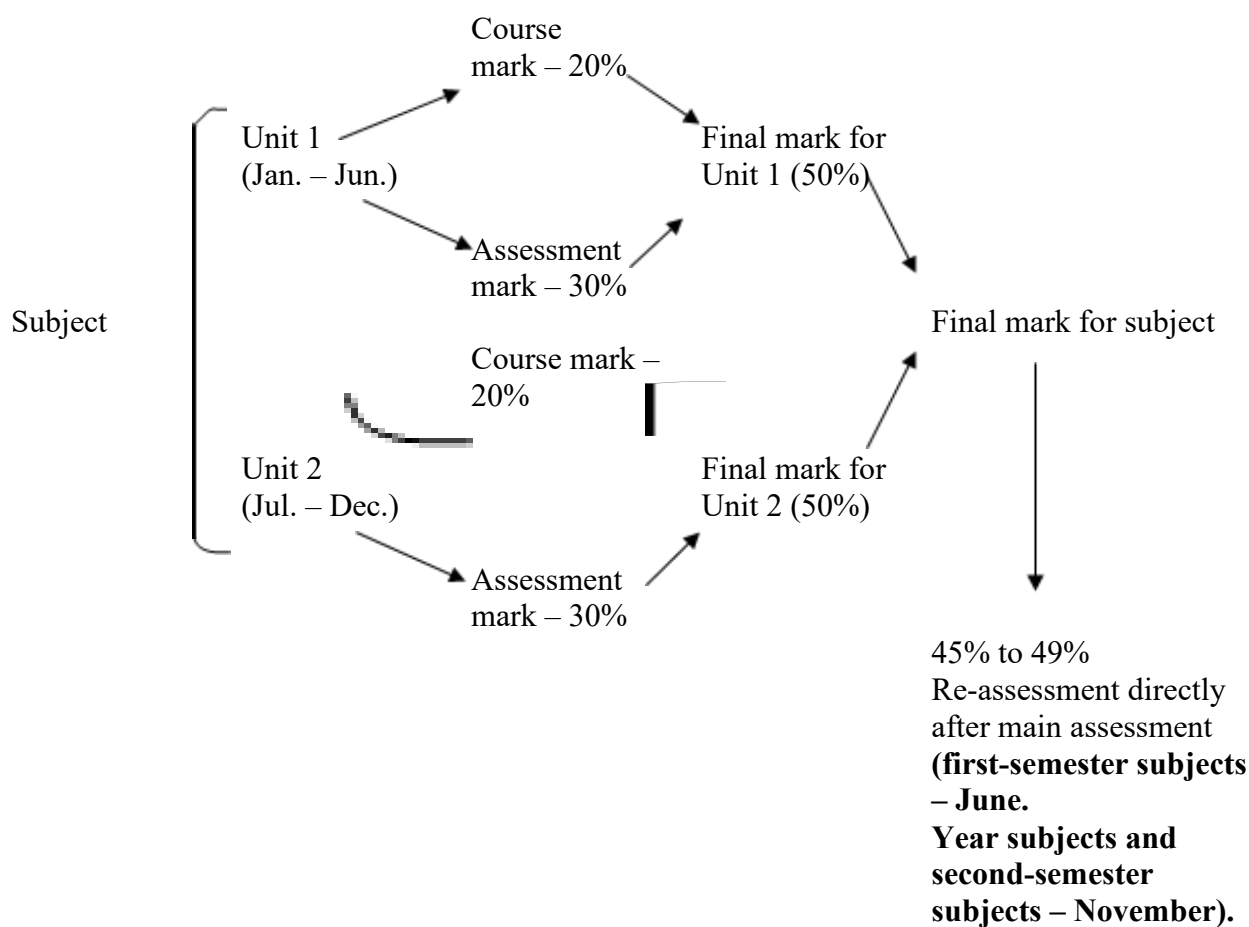 Course
mark – 20%
Unit 1
(Jan. – Jun.)
Final mark for
Unit 1 (50%)
Assessment
mark – 30%
Subject
Final mark for subject
Course mark –
20%
Unit 2
(Jul. – Dec.)
Final mark for
Unit 2 (50%)
Assessment
mark – 30%
45% to 49%
Re-assessment directly
after main assessment
(first-semester subjects
– June.
Year subjects and
second-semester
subjects – November).